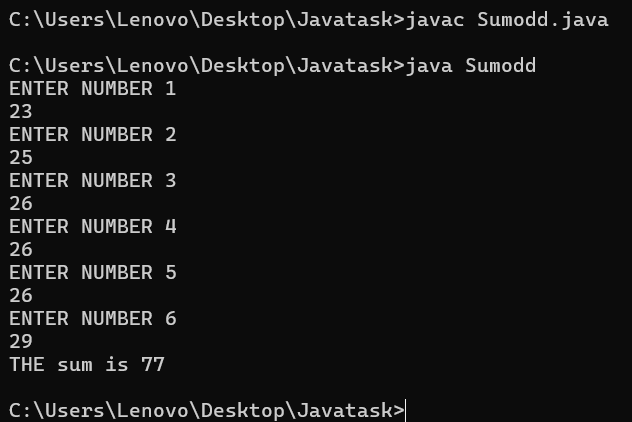 C:\Users\Lenovo\Desktop\Javatask>javac Sumodd.java
C:\Users\Lenovo\Desktop\Javatask>java Sumodd
ENTER NUMBER 1
23
ENTER NUMBER 2
25
ENTER NUMBER 3
26
ENTER NUMBER 4
26
ENTER NUMBER 5
26
ENTER NUMBER 6
29
THE sum is 77
C:\Users\Lenovo\Desktop\Javatask>